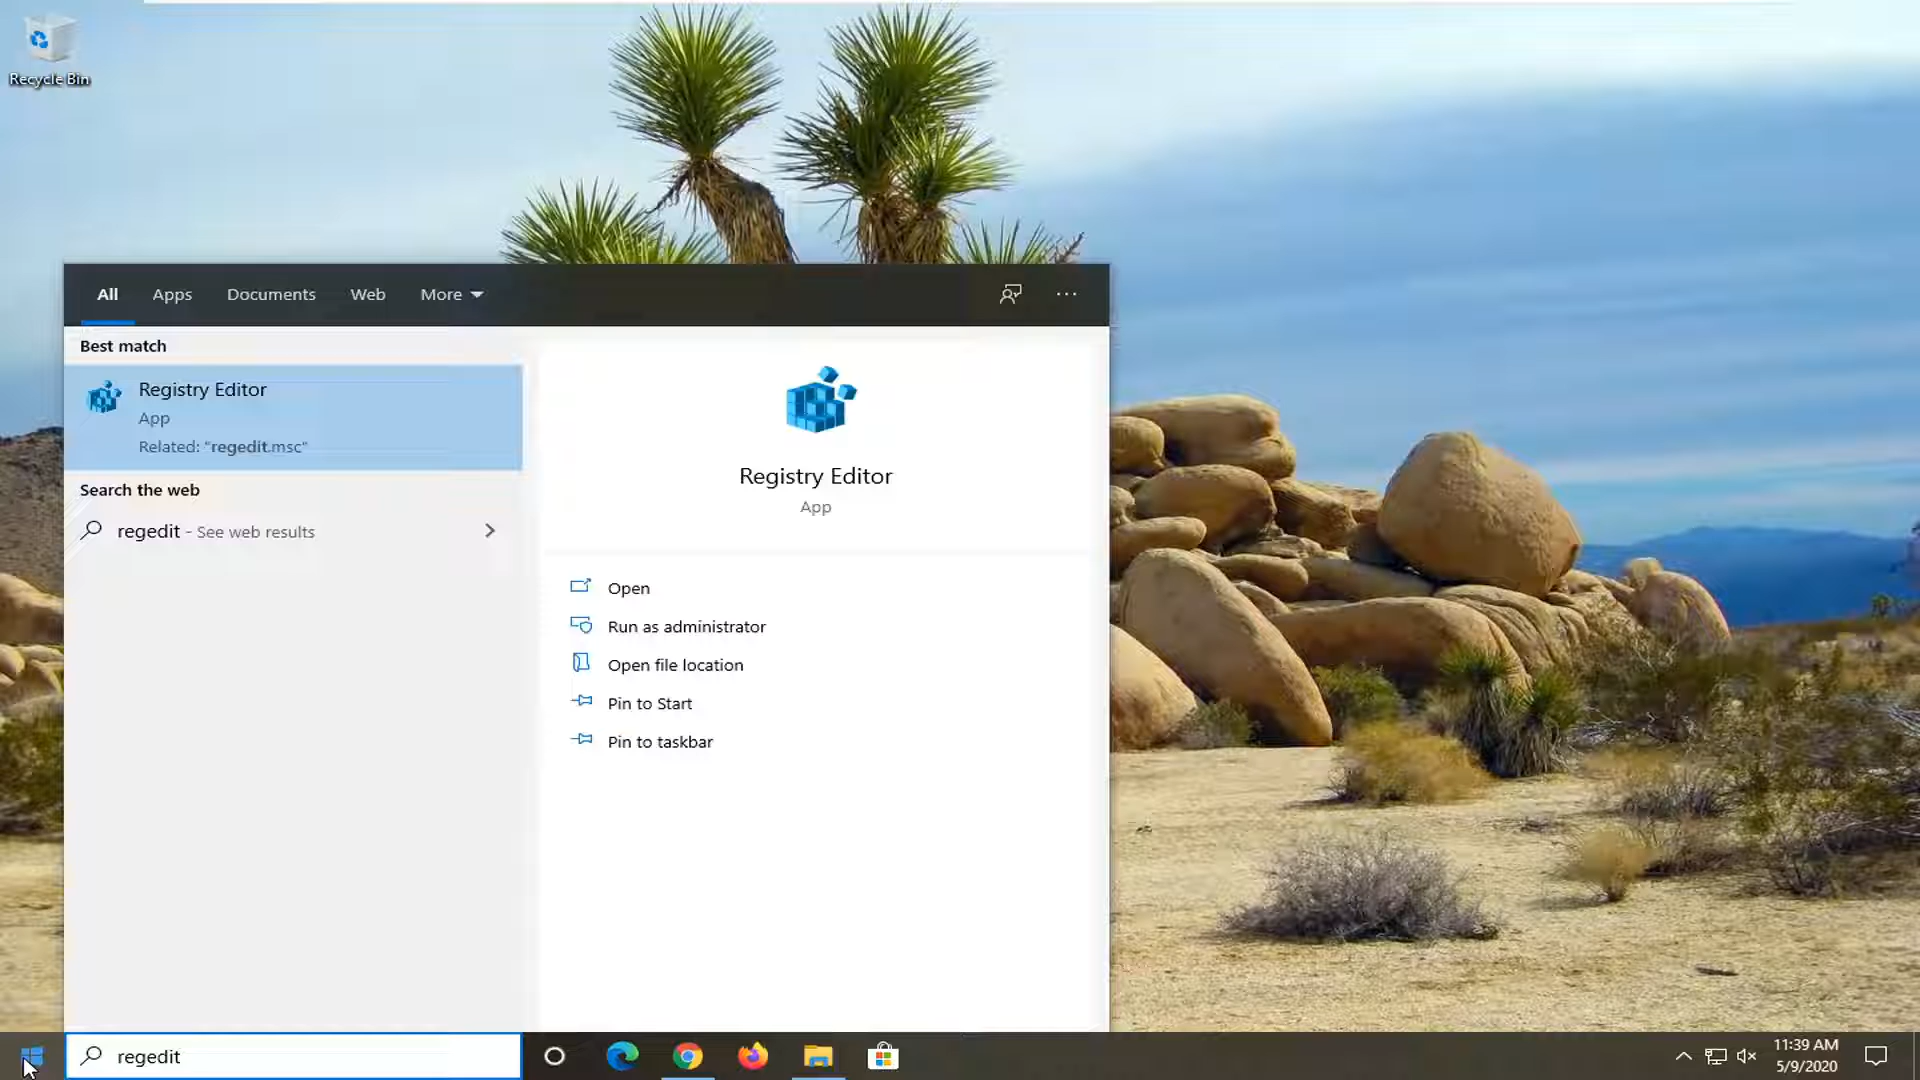 Recycle Bin
All Apps Documents Web More
Best match
Registry Editor
App
Related: "regedit.msc"
Search the web
regedit - See web results
Registry Editor
App
Open
Run as administrator
Open file location
Pin to Start
Pin to taskbar
regedit
11:39 AM
5/9/2020